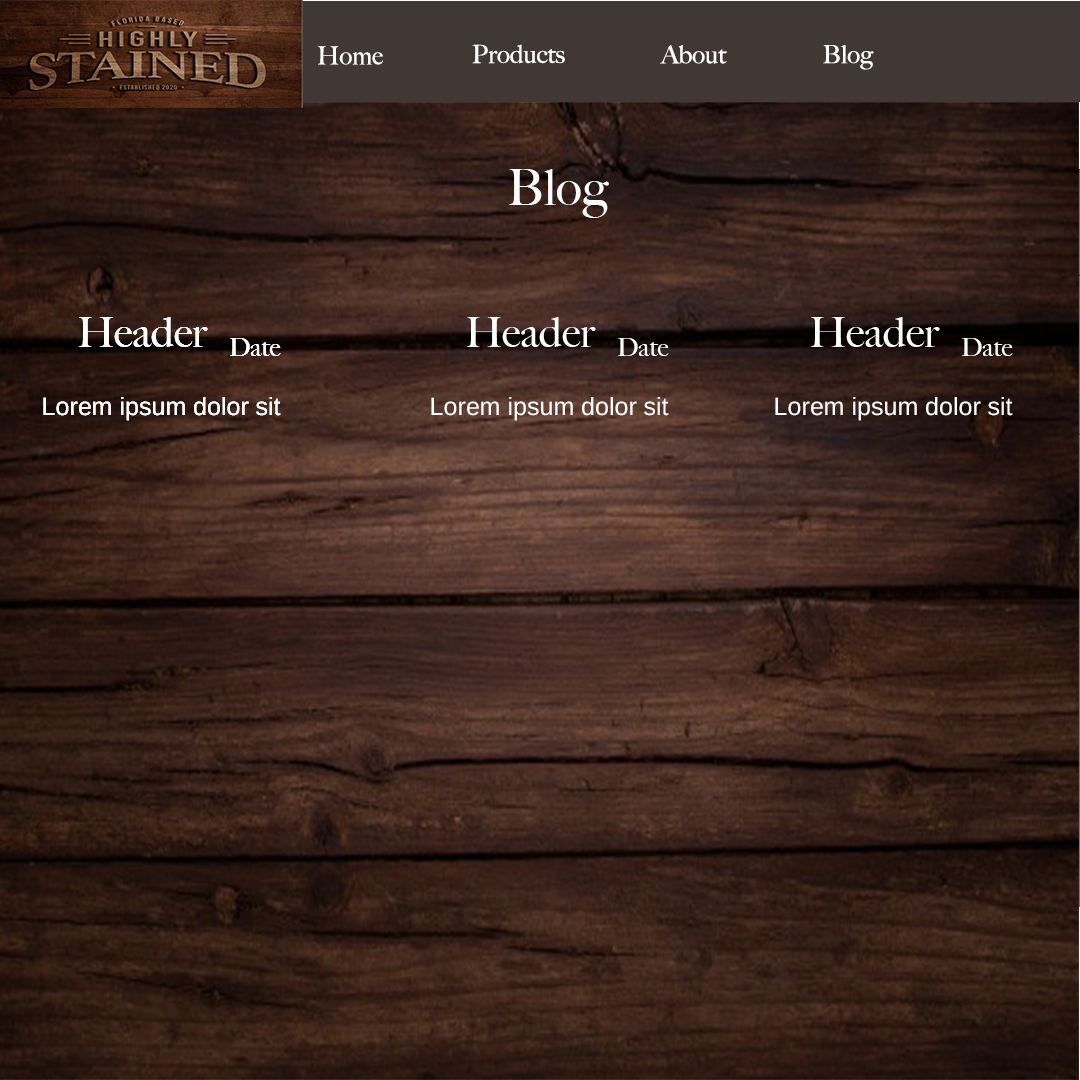 FLORIDA BASED
HIGHLY
STAINED
• ESTABLISHED 2020 •
Home Products About Blog
Blog
Header Date Header Date Header Date
Lorem ipsum dolor sit Lorem ipsum dolor sit Lorem ipsum dolor sit